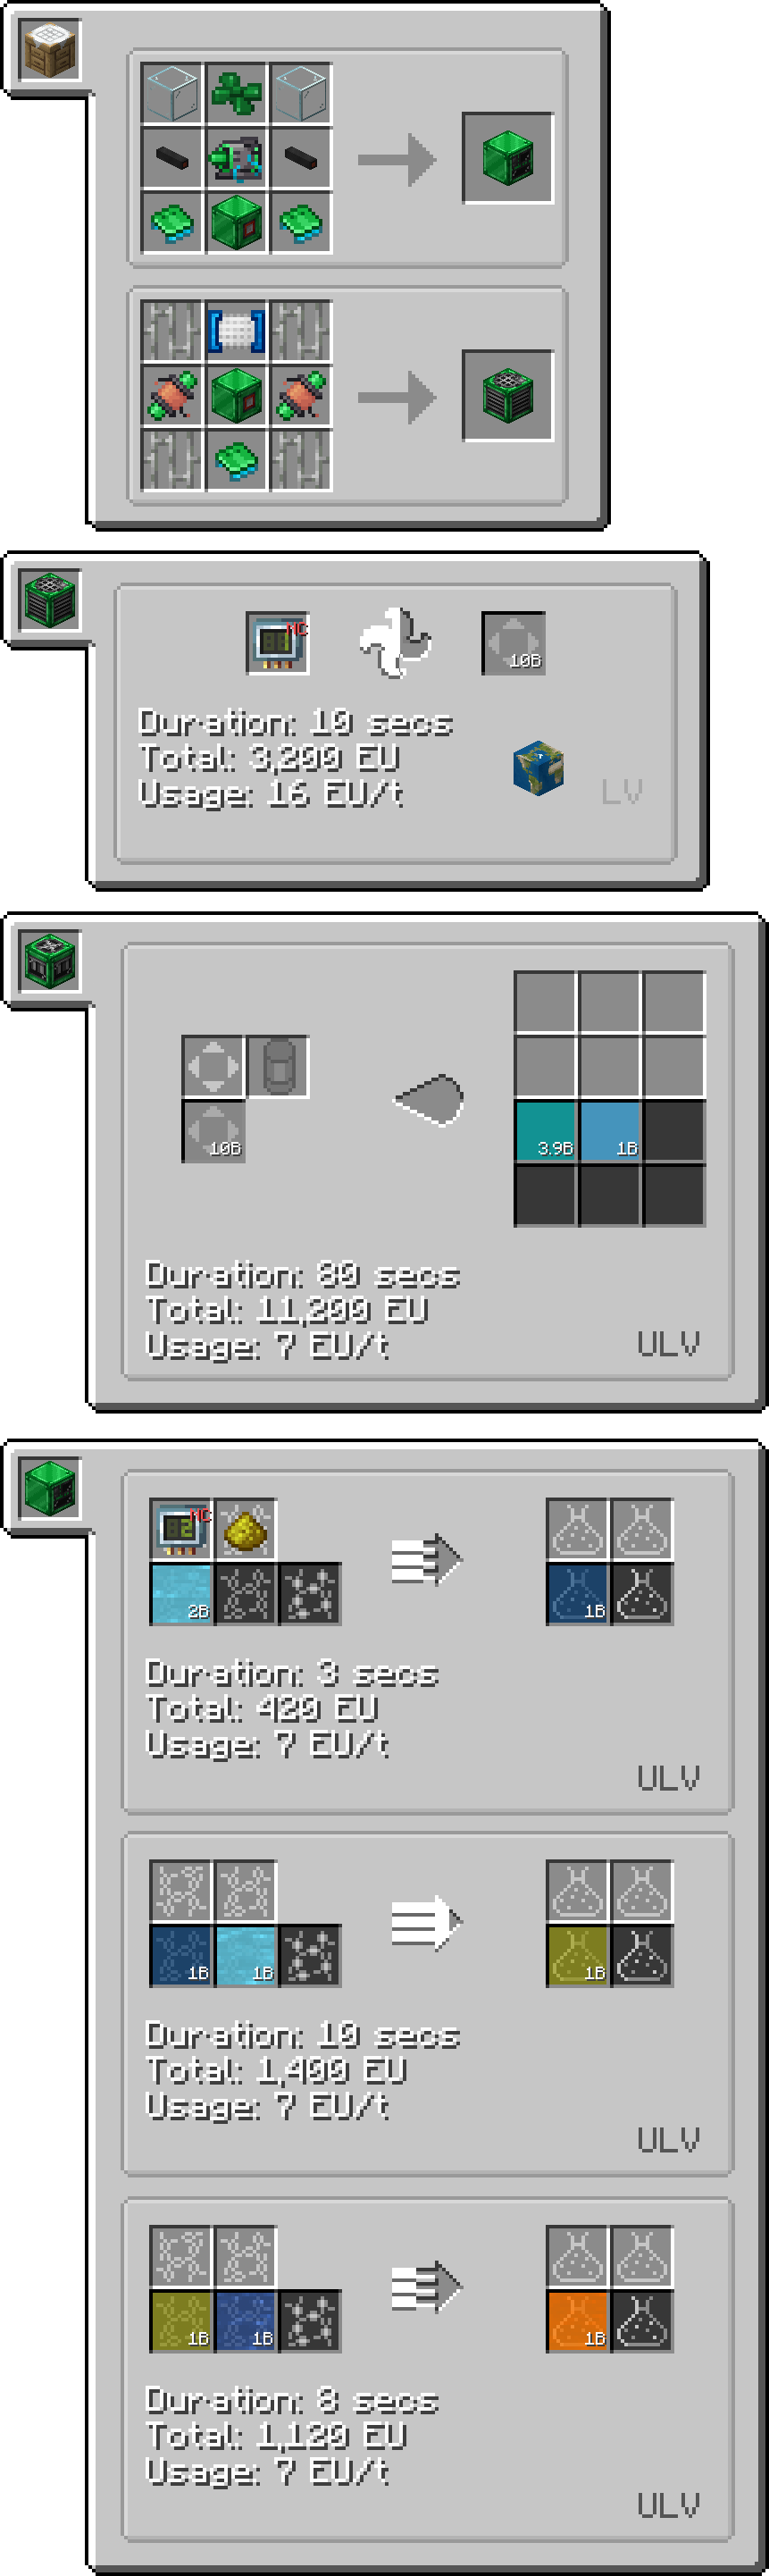 NC
10B
Duration: 10 secs
Total: 3,200 EU
Usage: 16 EU/t
LV
10B
3.9B
1B
Duration: 80 secs
Total: 11,200 EU
Usage: 7 EU/t
ULV
NC
2
2B
1B
Duration: 3 secs
Total: 420 EU
Usage: 7 EU/t
ULV
1B
1B
1B
Duration: 10 secs
Total: 1,400 EU
Usage: 7 EU/t
ULV
1B
1B
1B
Duration: 8 secs
Total: 1,120 EU
Usage: 7 EU/t
ULV